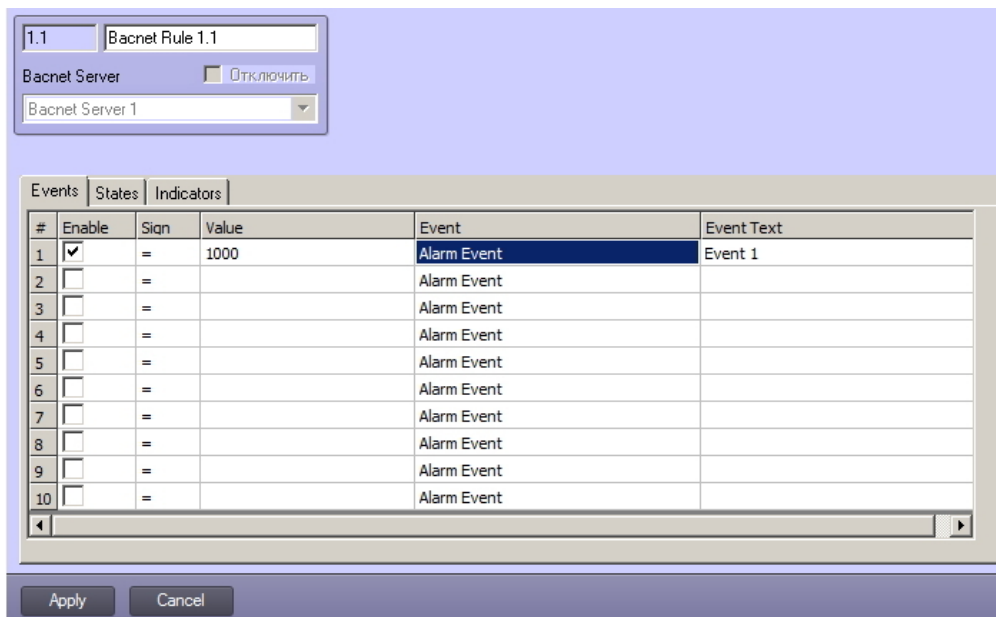 1.1 Bacnet Rule 1.1
Bacnet Server Отключить
Bacnet Server 1
Events States Indicators
# Enable Sign Value Event Event Text
1 = 1000 Alarm Event Event 1
2 = Alarm Event
3 = Alarm Event
4 = Alarm Event
5 = Alarm Event
6 = Alarm Event
7 = Alarm Event
8 = Alarm Event
9 = Alarm Event
10 = Alarm Event
Apply Cancel